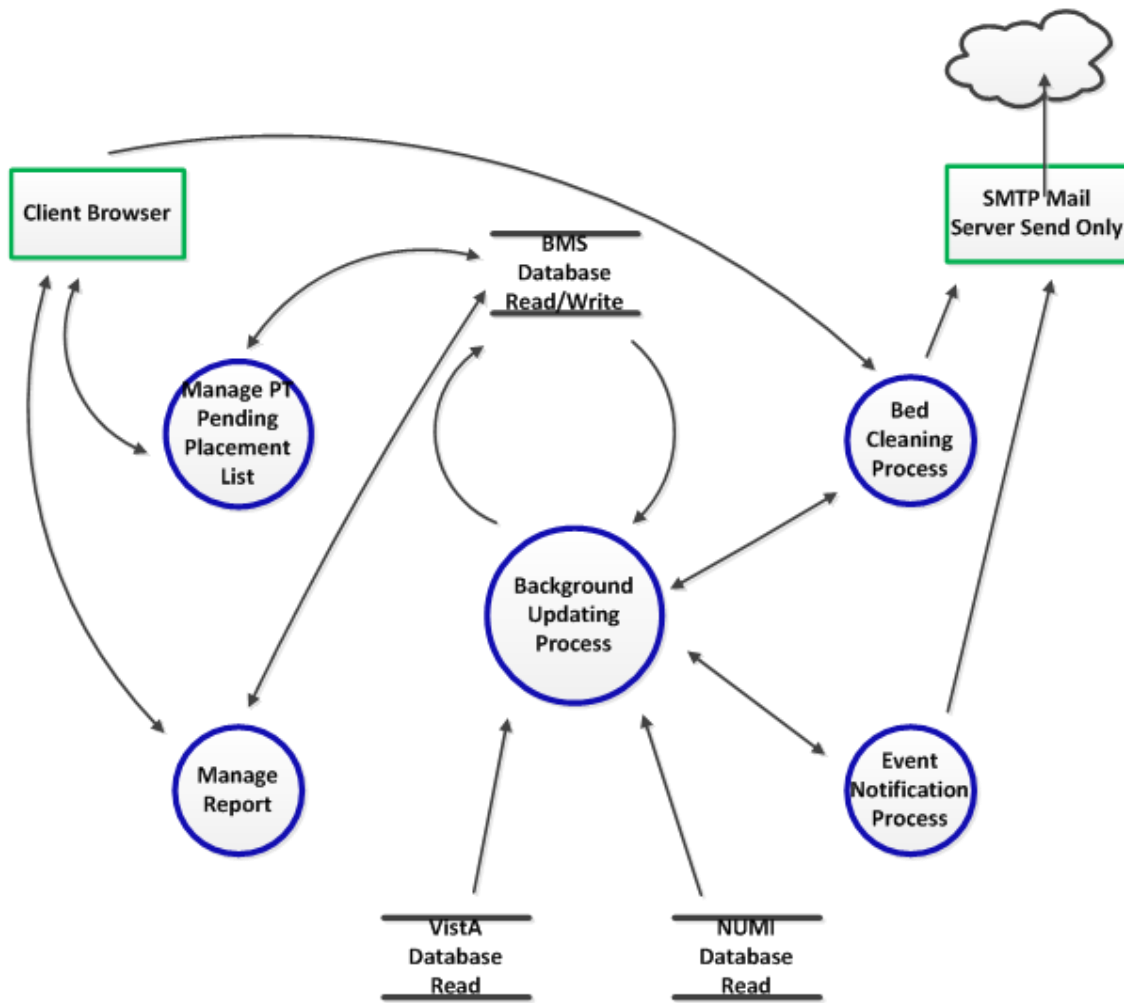 Client Browser
SMTP Mail
Server Send Only
BMS
Database
Read/Write
Manage PT
Pending
Placement
List
Bed
Cleaning
Process
Background
Updating
Process
Manage
Report
Event
Notification
Process
VistA
Database
Read
NUMI
Database
Read